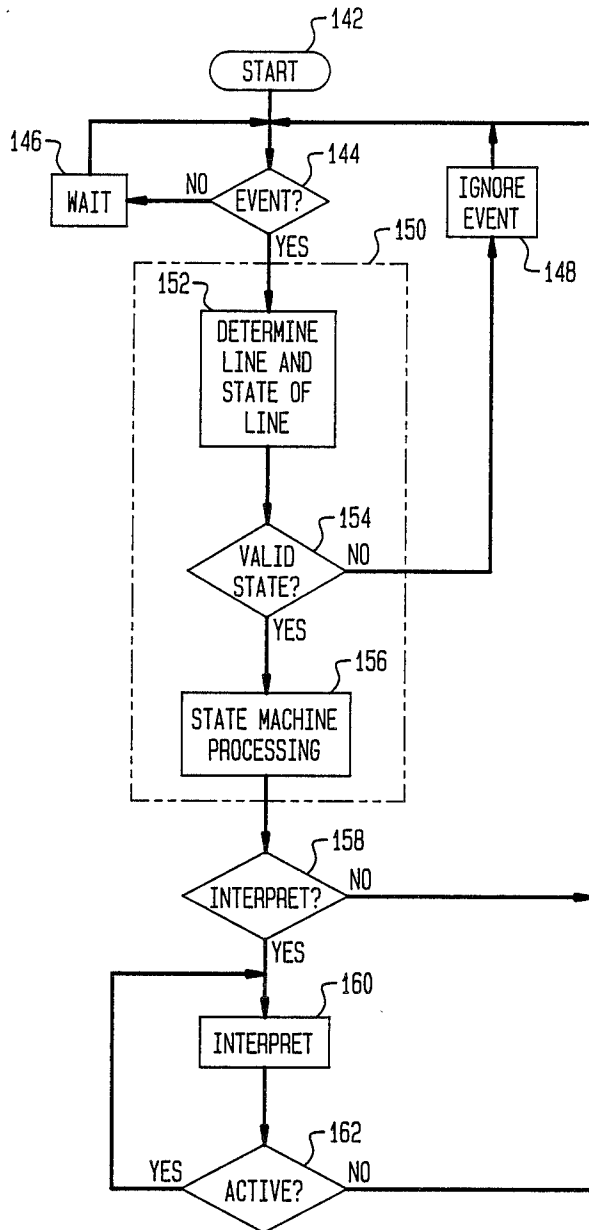 142
START
146
144
NO
EVENT?
WAIT
IGNORE
EVENT
YES
150
148
152
DETERMINE
LINE AND
STATE OF
LINE
154
VALID
STATE?
NO
YES
156
STATE MACHINE
PROCESSING
158
INTERPRET?
NO
YES
160
INTERPRET
162
YES
ACTIVE?
NO